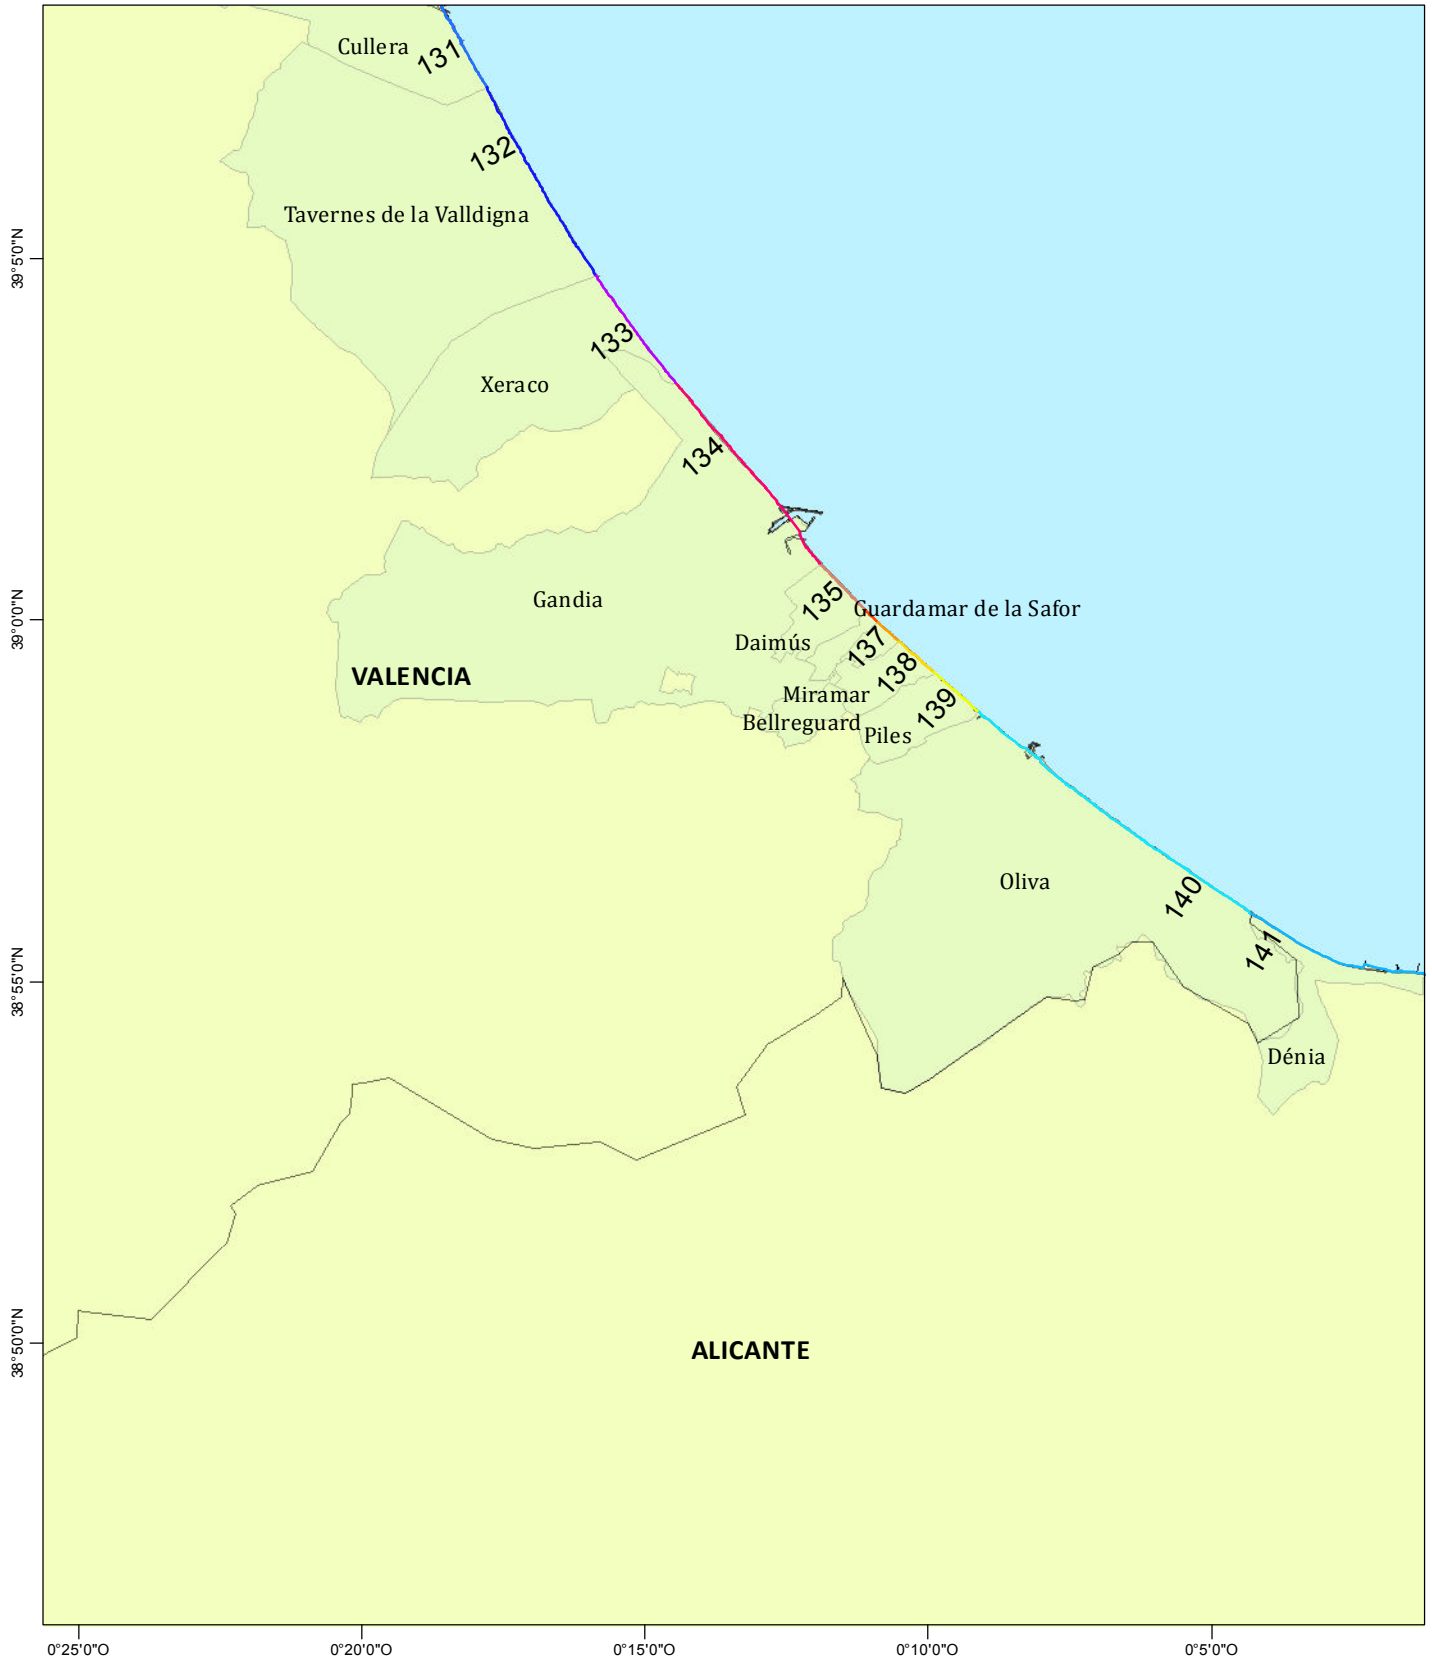 Cullera
131
132
Tavernes de la Valldigna
39°5'0"N
133
Xeraco
134
Gandia
135
Guardamar de la Safor
39°0'0"N
Daimús
137
VALENCIA
138
Miramar
139
Bellreguard
Piles
Oliva
140
141
38°55'0"N
Dénia
38°50'0"N
ALICANTE
0°25'0"O
0°20'0"O
0°15'0"O
0°10'0"O
0°5'0"O